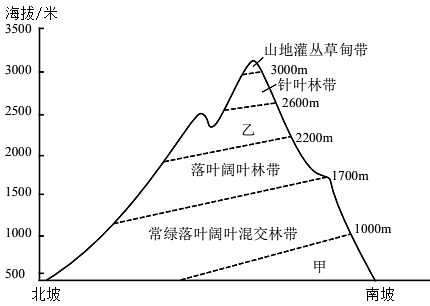 海拔/米
3500
3000
2500
2000
1500
1000
500
山地灌丛草甸带
3000m
针叶林带
2600m
乙
2200m
落叶阔叶林带
1700m
常绿落叶阔叶混交林带
1000m
甲
北坡
南坡